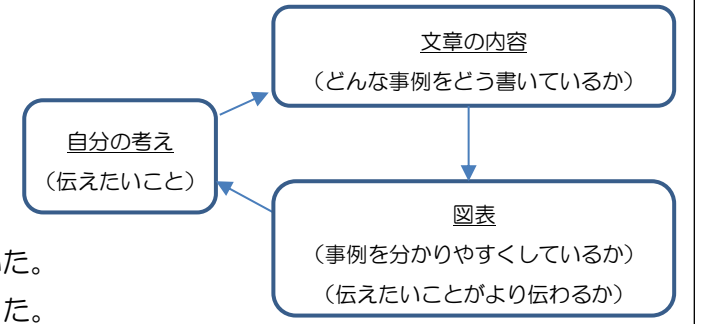 文章の内容
（どんな事例をどう書いているか）
自分の考え
（伝えたいこと）
図表
（事例を分かりやすくしているか）
（伝えたいことがより伝わるか）
た。
た。